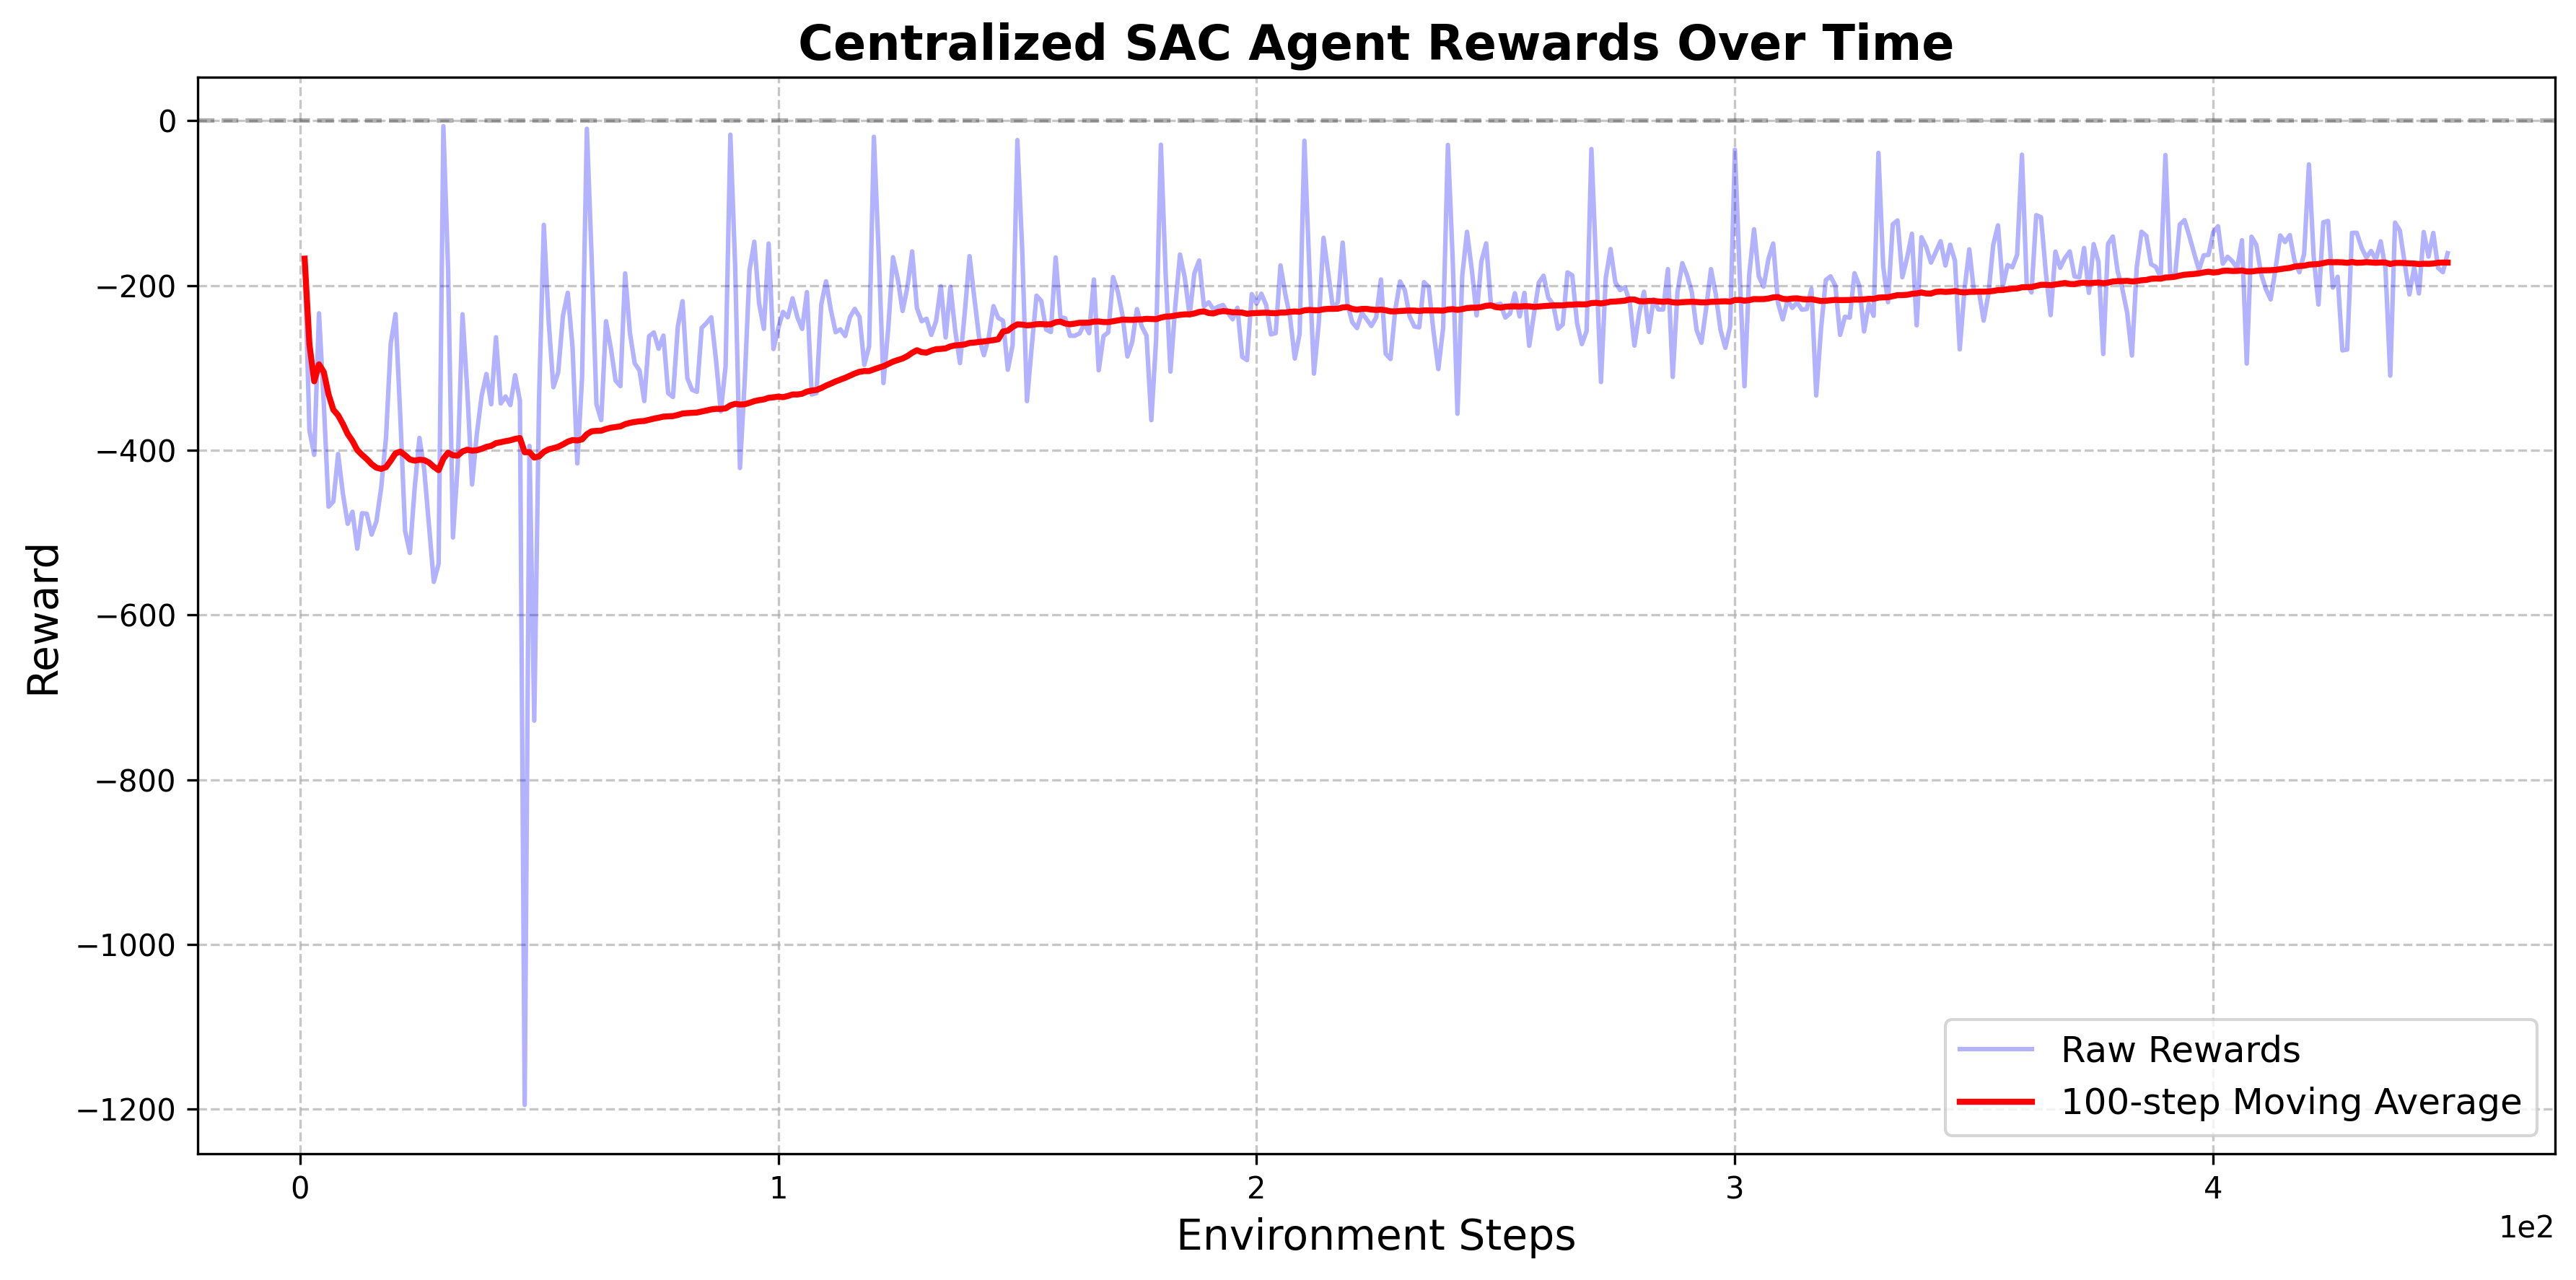 Centralized SAC Agent Rewards Over Time
0
−200
−400
−600
−800
−1000
−1200
Reward
0 1 2 3 4
1e2
Environment Steps
Raw Rewards
100-step Moving Average